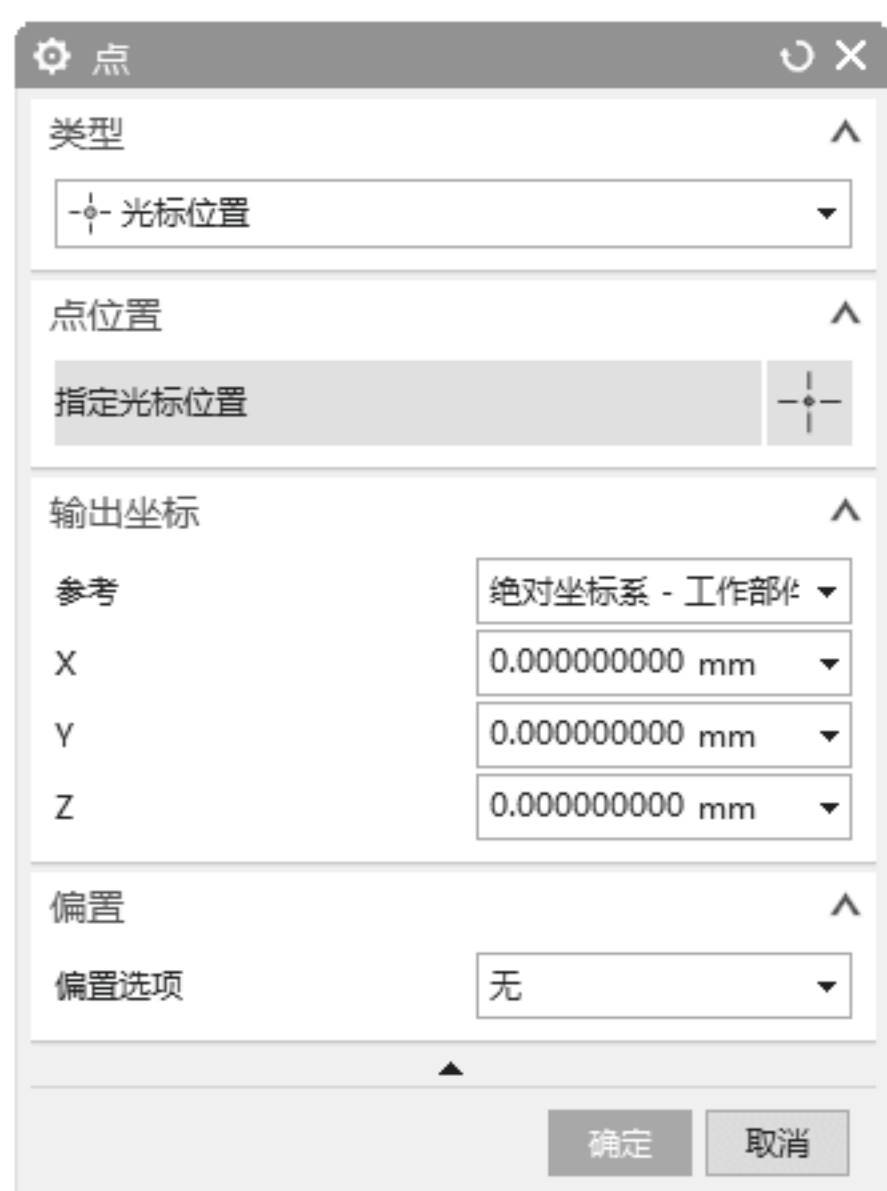 点
类型
光标位置
点位置
指定光标位置
输出坐标
参考 绝对坐标系 - 工作部
X 0.000000000 mm
Y 0.000000000 mm
Z 0.000000000 mm
偏置
偏置选项 无
确定 取消